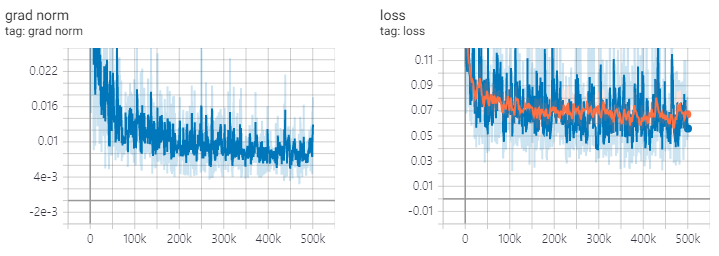 grad norm
tag: grad norm
0.022
0.016
0.01
4e-3
-2e-3
0 100k 200k 300k 400k 500k
loss
tag: loss
0.11
0.09
0.07
0.05
0.03
0.01
-0.01
0 100k 200k 300k 400k 500k